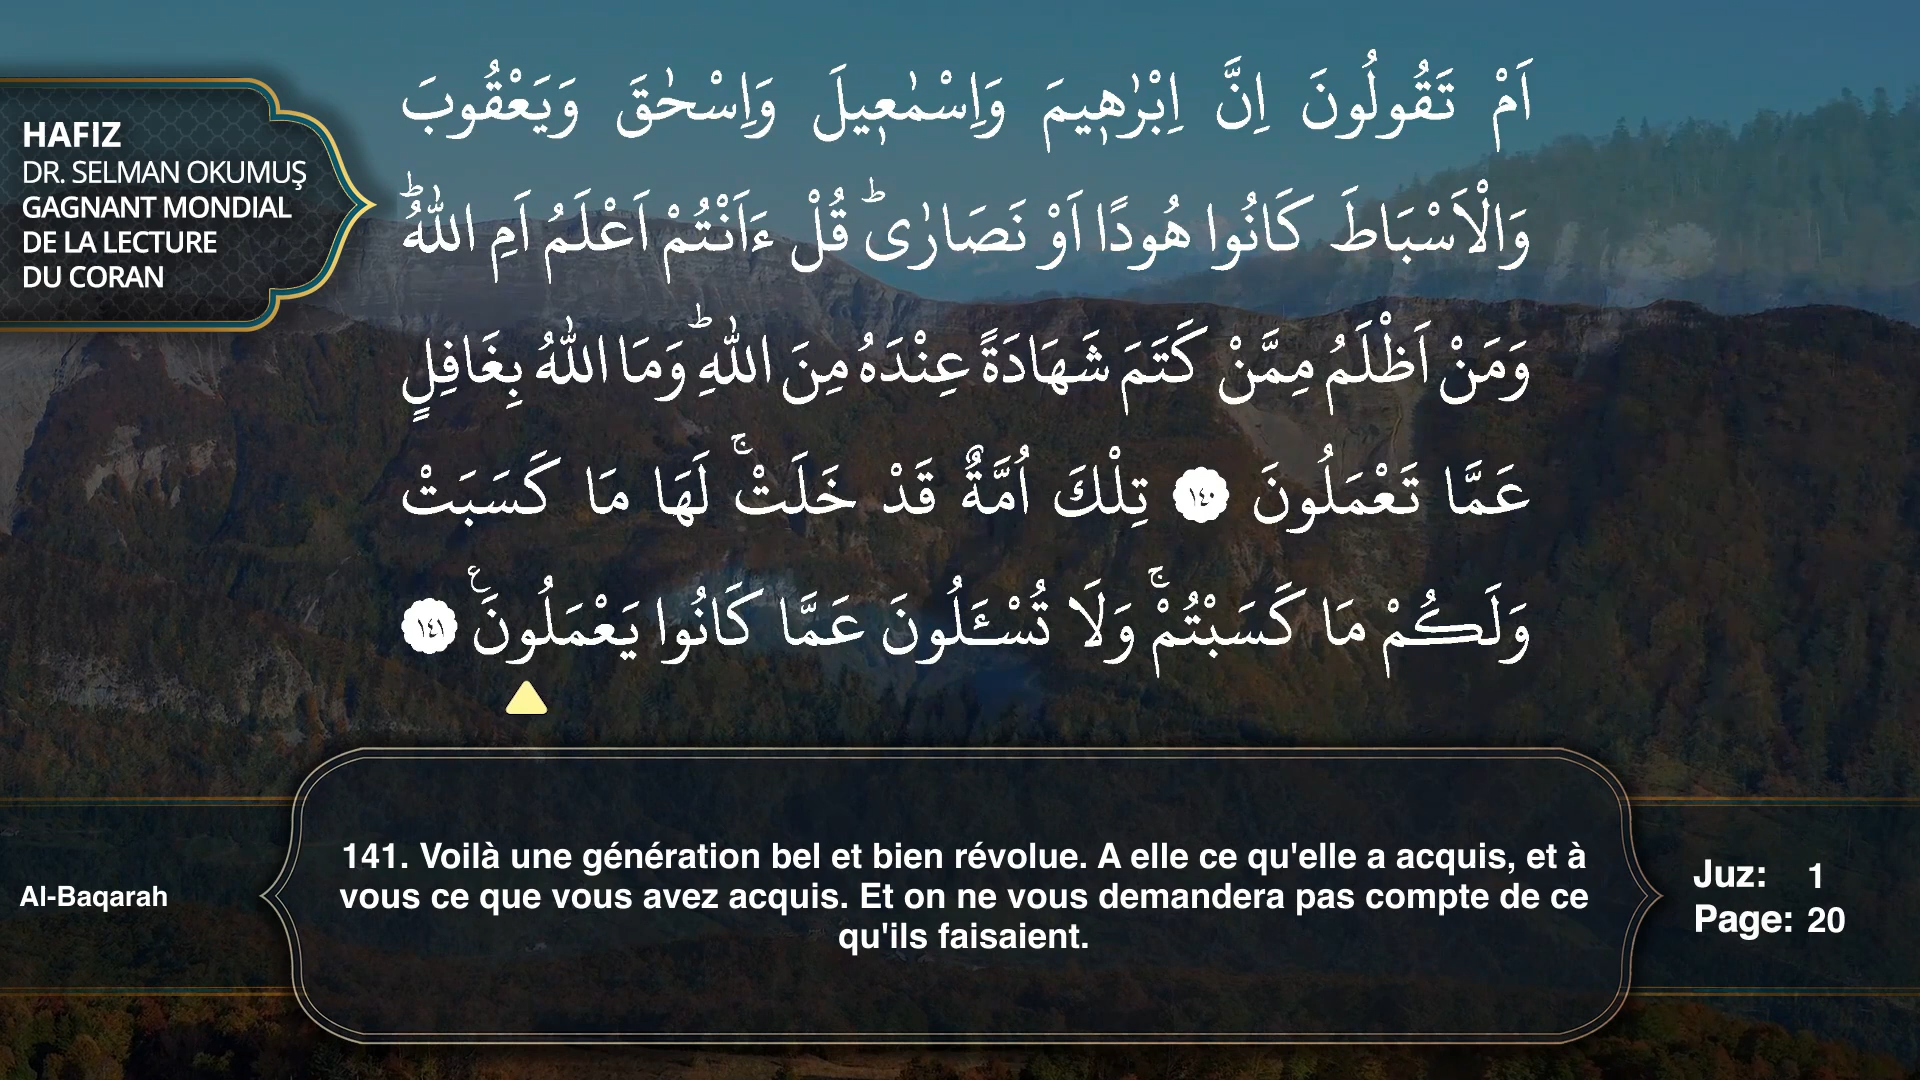 HAFIZ
DR. SELMAN OKUMUŞ
GAGNANT MONDIAL
DE LA LECTURE
DU CORAN
اَمْ تَقُولُونَ اِنَّ اِبْرٰه۪يمَ وَاِسْمٰع۪يلَ وَاِسْحٰقَ وَيَعْقُوبَ
وَالْاَسْبَاطَ كَانُوا هُودًا اَوْ نَصَارٰىۜ قُلْ ءَاَنْتُمْ اَعْلَمُ اَمِ اللّٰهُۜ
وَمَنْ اَظْلَمُ مِمَّنْ كَتَمَ شَهَادَةً عِنْدَهُ مِنَ اللّٰهِۜ وَمَا اللّٰهُ بِغَافِلٍ
عَمَّا تَعْمَلُونَ ١٤٠ تِلْكَ اُمَّةٌ قَدْ خَلَتْۚ لَهَا مَا كَسَبَتْ
وَلَكُمْ مَا كَسَبْتُمْۚ وَلَا تُسْـَٔلُونَ عَمَّا كَانُوا يَعْمَلُونَ۟ ١٤١
141. Voilà une génération bel et bien révolue. A elle ce qu'elle a acquis, et à
vous ce que vous avez acquis. Et on ne vous demandera pas compte de ce
qu'ils faisaient.
Al-Baqarah
Juz: 1
Page: 20